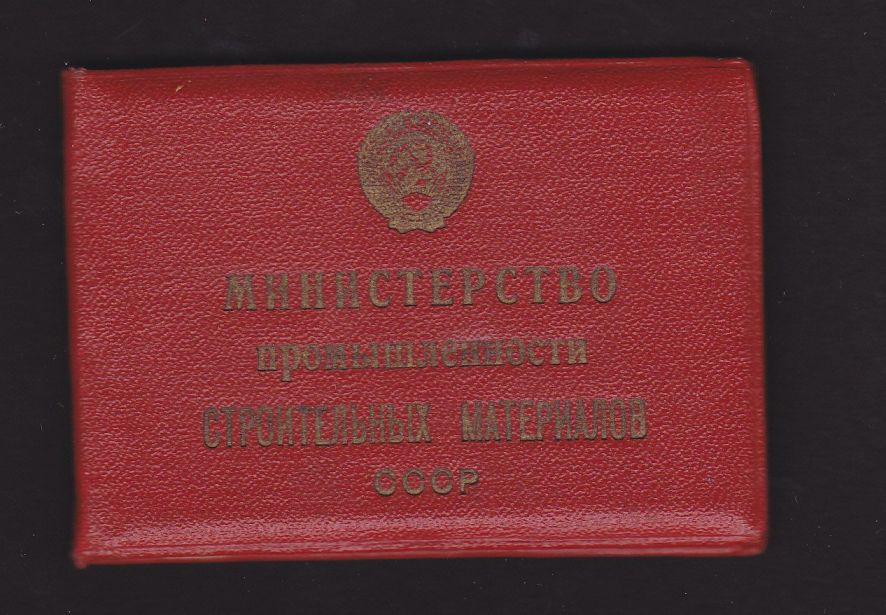 МИНИСТЕРСТВО
промышленности
СТРОИТЕЛЬНЫХ МАТЕРИАЛОВ
СССР